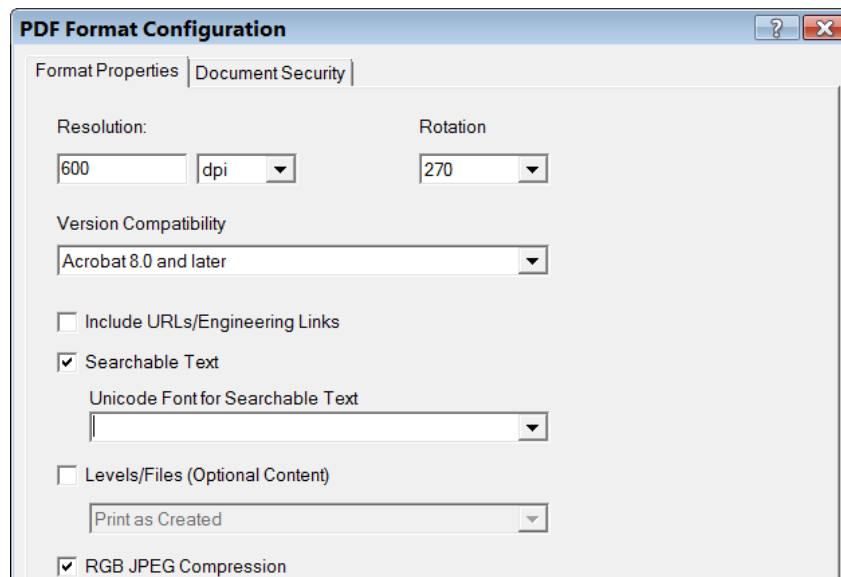 PDF Format Configuration
Format Properties Document Security
Resolution: Rotation
600 dpi 270
Version Compatibility
Acrobat 8.0 and later
Include URLs/Engineering Links
Searchable Text
Unicode Font for Searchable Text
Levels/Files (Optional Content)
Print as Created
RGB JPEG Compression